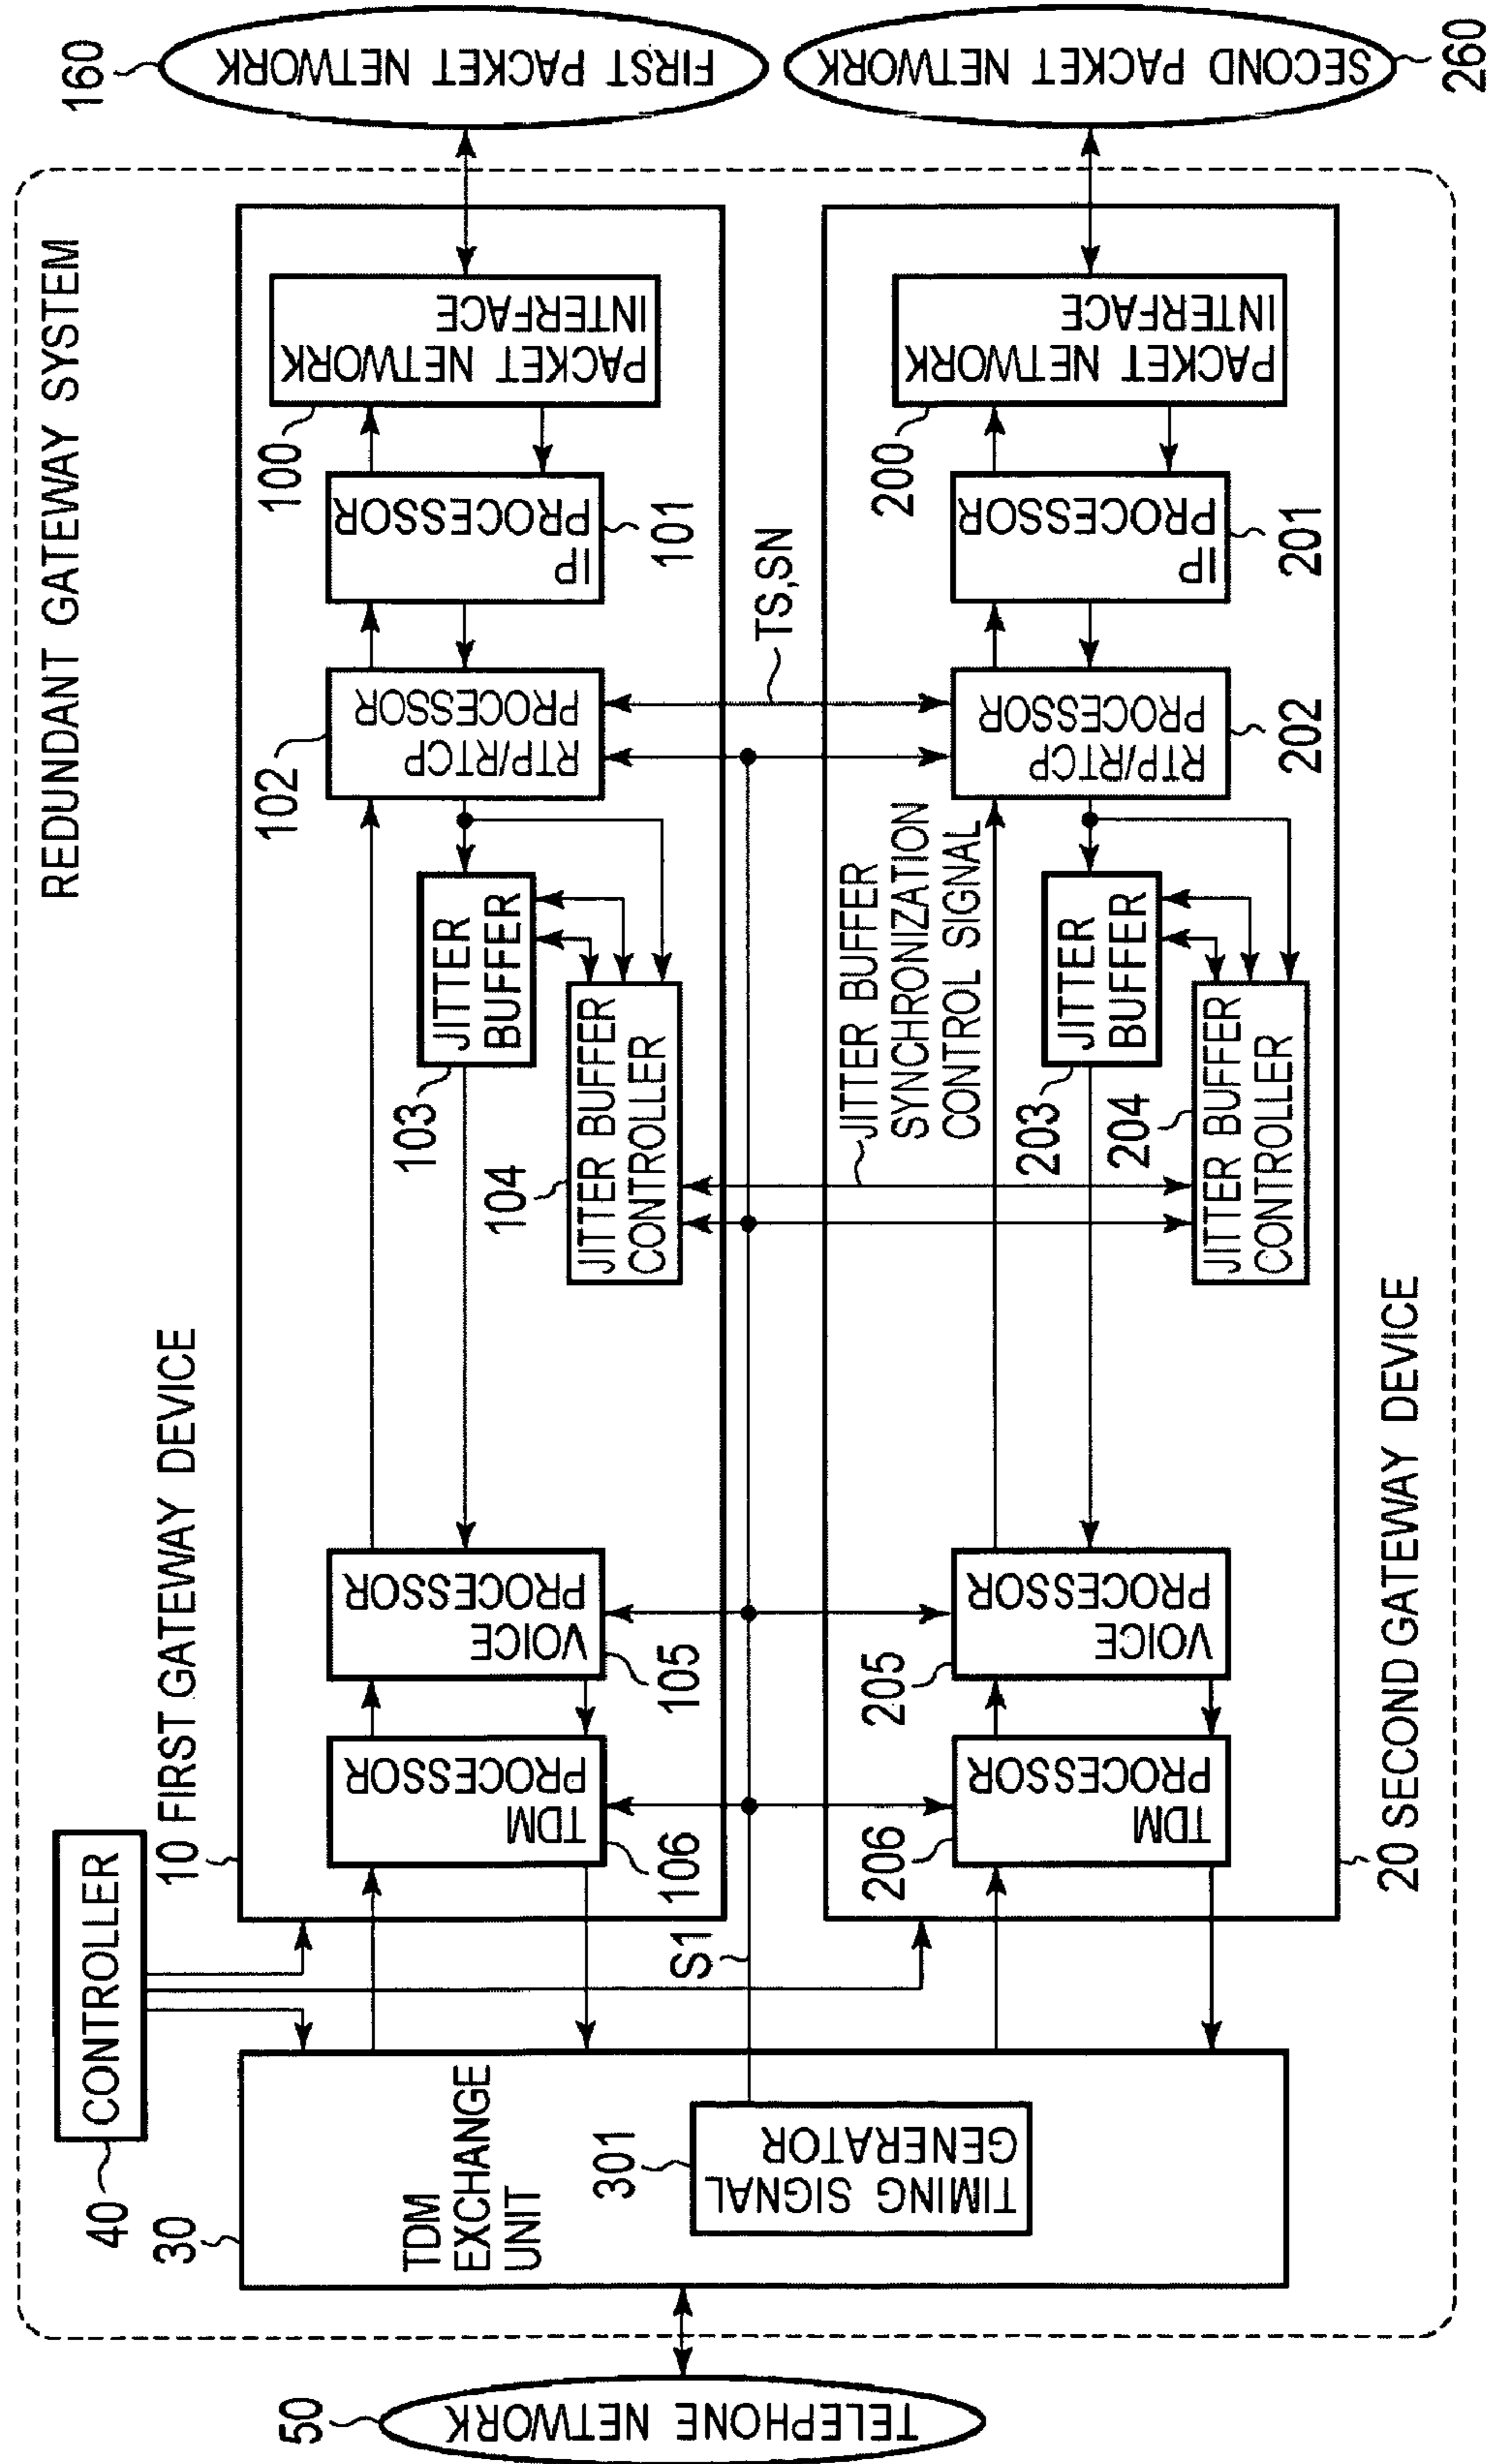 REDUNDANT GATEWAY SYSTEM
40
CONTROLLER
10 FIRST GATEWAY DEVICE
50
TELEPHONE NETWORK
30
TDM
EXCHANGE
UNIT
301
TIMING SIGNAL
GENERATOR
S1
106
TDM
PROCESSOR
105
VOICE
PROCESSOR
104
JITTER BUFFER
CONTROLLER
103
JITTER
BUFFER
102
RTP/RTCP
PROCESSOR
101
IP
PROCESSOR
100
PACKET NETWORK
INTERFACE
160
FIRST PACKET NETWORK
TS,SN
JITTER BUFFER
SYNCHRONIZATION
CONTROL SIGNAL
206
TDM
PROCESSOR
205
VOICE
PROCESSOR
204
JITTER BUFFER
CONTROLLER
203
JITTER
BUFFER
202
RTP/RTCP
PROCESSOR
201
IP
PROCESSOR
200
PACKET NETWORK
INTERFACE
260
SECOND PACKET NETWORK
20 SECOND GATEWAY DEVICE